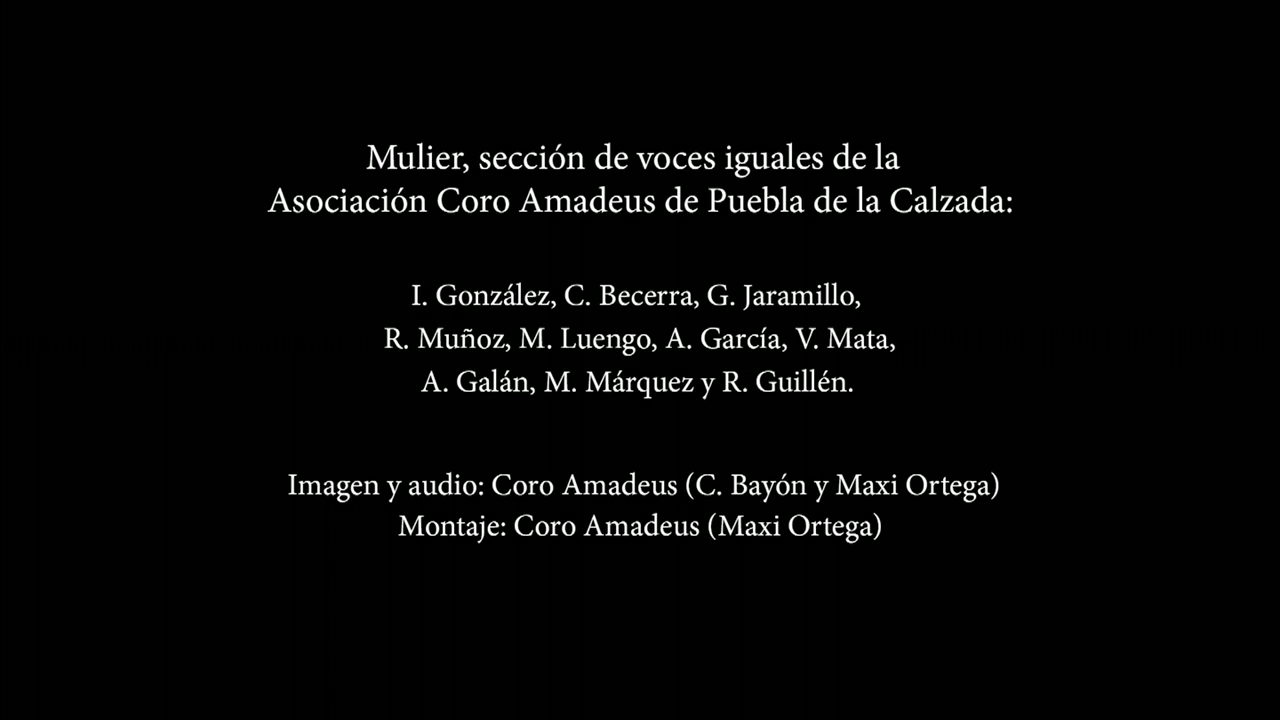 Mulier, sección de voces iguales de la
Asociación Coro Amadeus de Puebla de la Calzada:
I. González, C. Becerra, G. Jaramillo,
R. Muñoz, M. Luengo, A. García, V. Mata,
A. Galán, M. Márquez y R. Guillén.
Imagen y audio: Coro Amadeus (C. Bayón y Maxi Ortega)
Montaje: Coro Amadeus (Maxi Ortega)